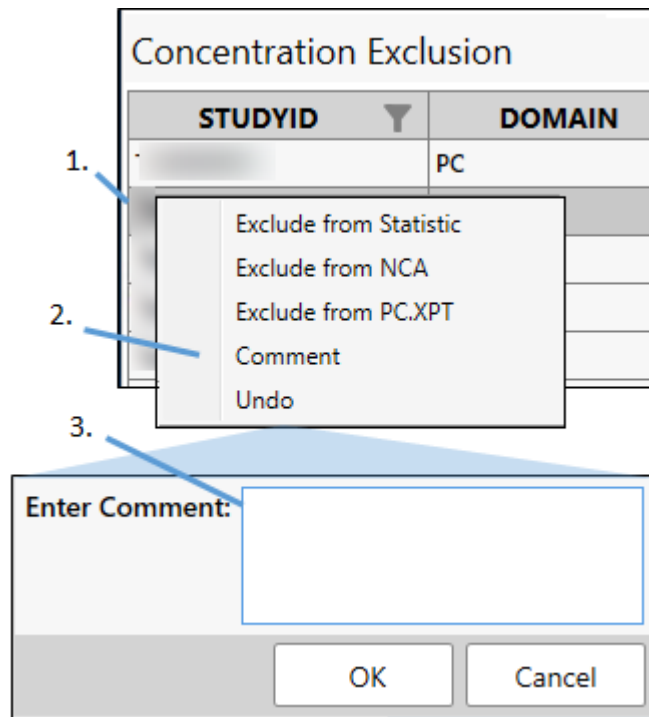 Concentration Exclusion
STUDYID DOMAIN
1.
PC
Exclude from Statistic
Exclude from NCA
2.
Exclude from PC.XPT
Comment
Undo
3.
Enter Comment:
OK Cancel